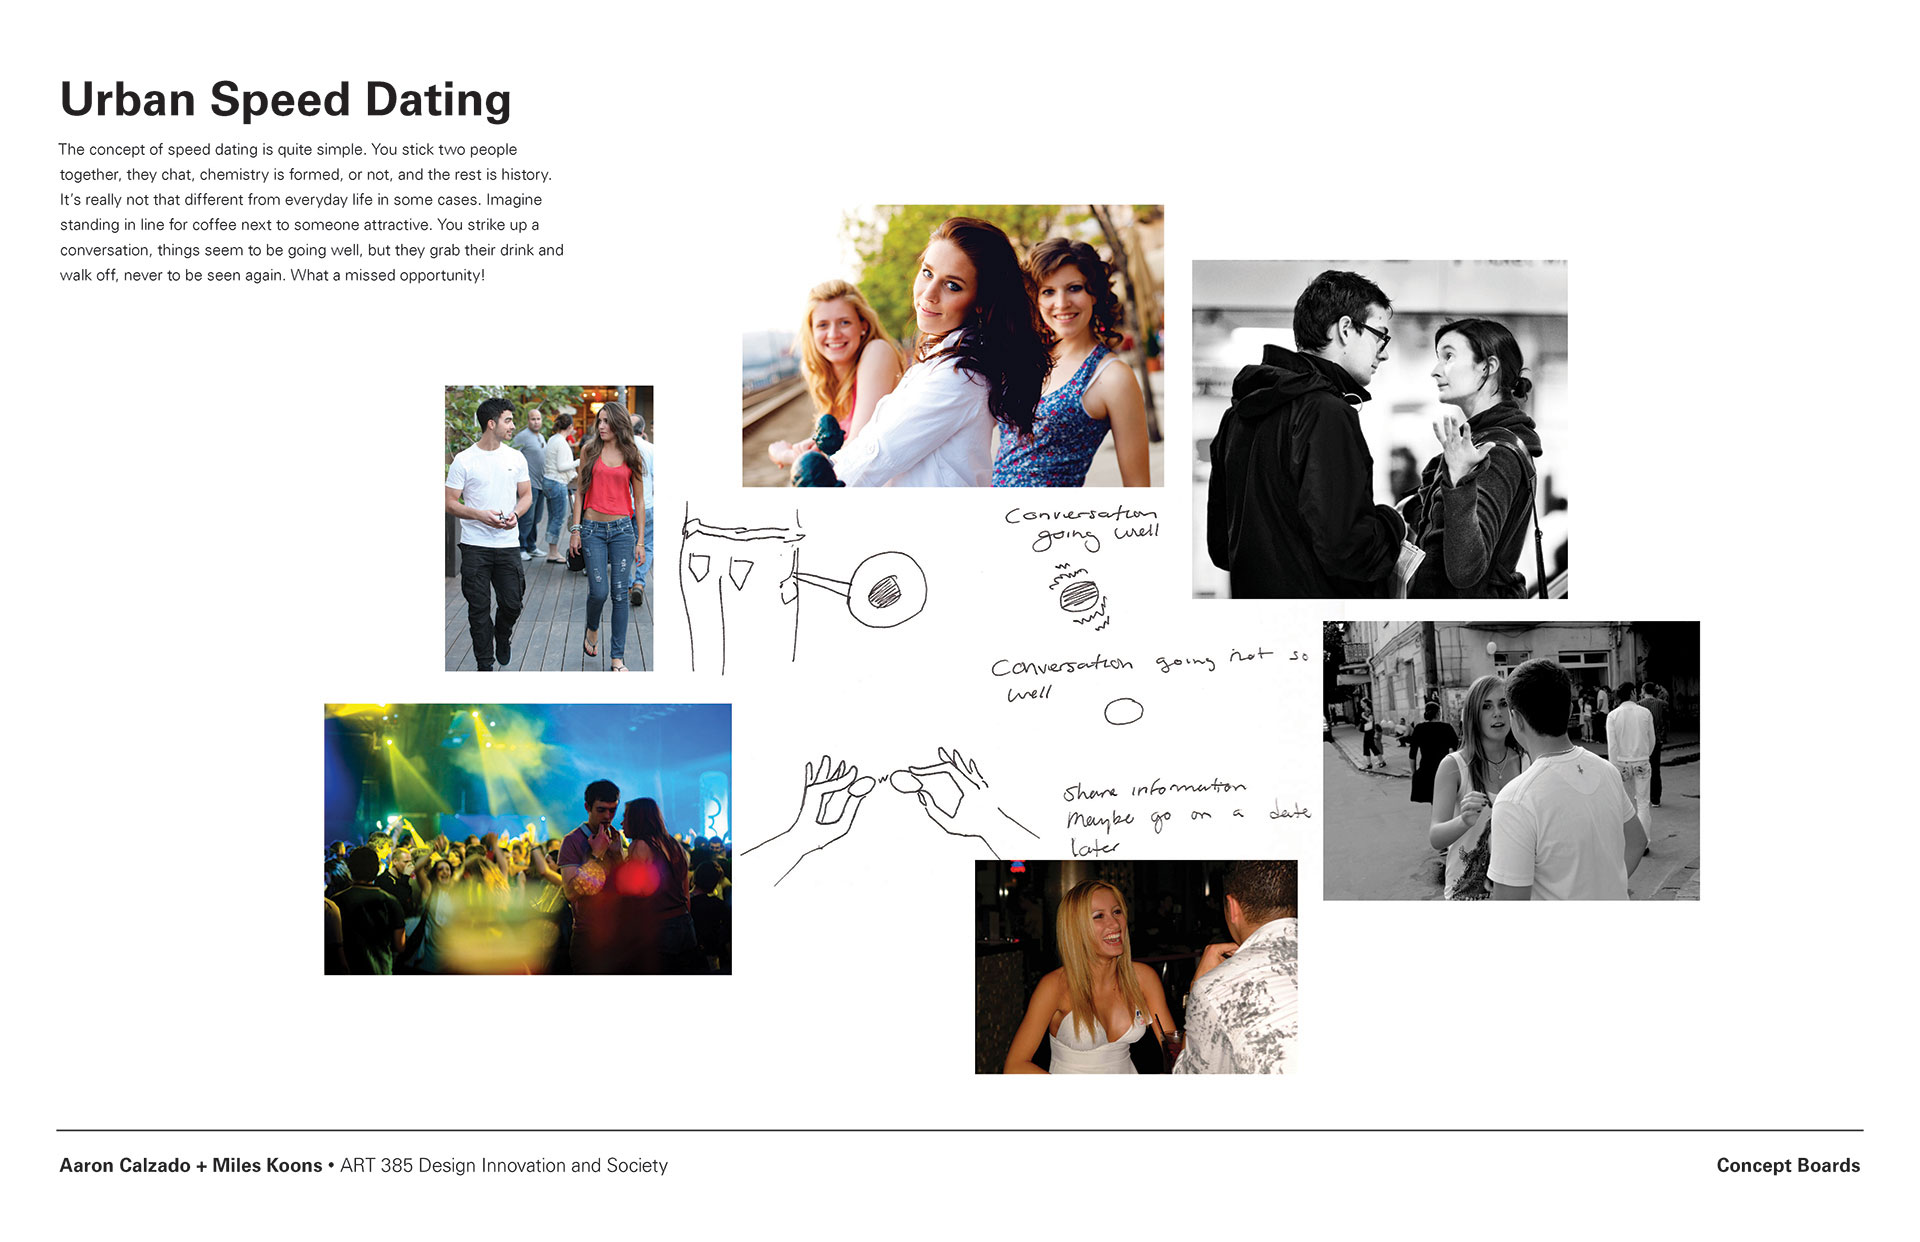 Urban Speed Dating
The concept of speed dating is quite simple. You stick two people
together, they chat, chemistry is formed, or not, and the rest is history.
It's really not that different from everyday life in some cases. Imagine
standing in line for coffee next to someone attractive. You strike up a
conversation, things seem to be going well, but they grab their drink and
walk off, never to be seen again. What a missed opportunity!
Conversation
going well
Conversation going not so
well
Share information
Maybe go on a date
later
Aaron Calzado + Miles Koons • ART 385 Design Innovation and Society
Concept Boards